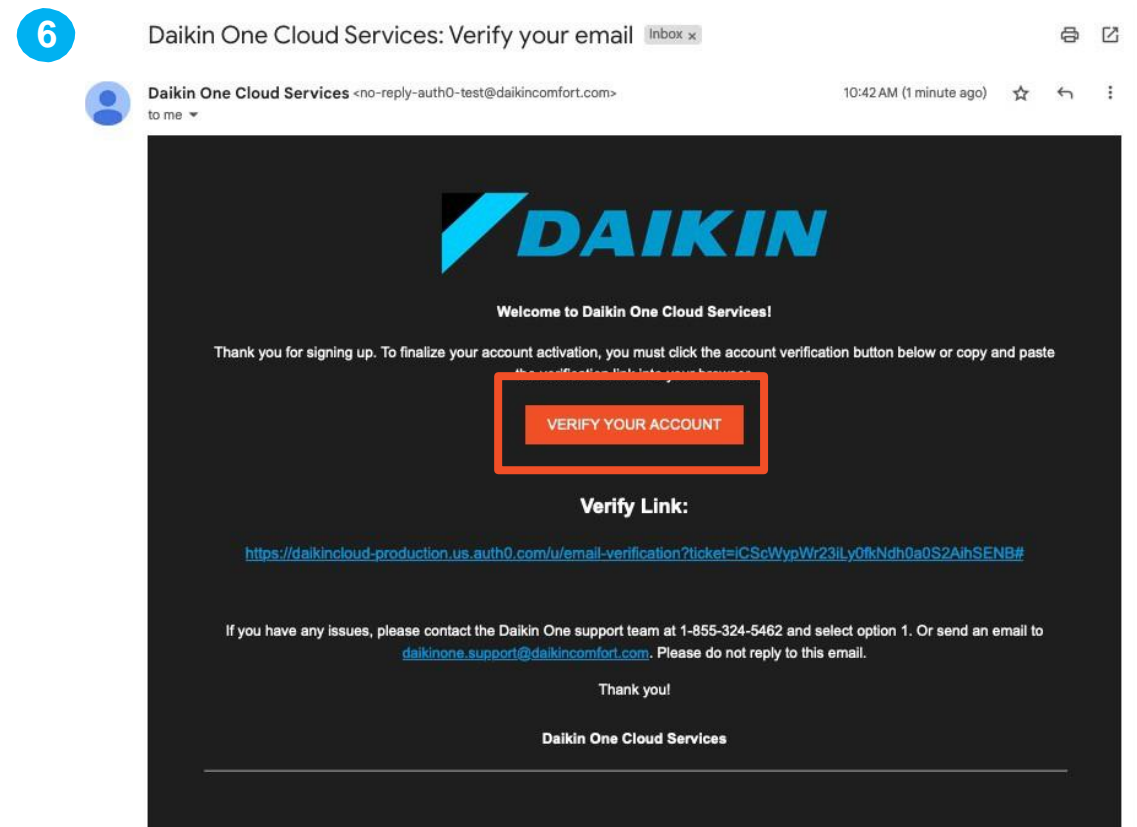 6
Daikin One Cloud Services: Verify your email Inbox x
Daikin One Cloud Services <no-reply-auth0-test@daikincomfort.com> 10:42 AM (1 minute ago)
to me
DAIKIN
Welcome to Daikin One Cloud Services!
Thank you for signing up. To finalize your account activation, you must click the account verification button below or copy and paste
the verification link into your browser
VERIFY YOUR ACCOUNT
Verify Link:
https://daikincloud-production.us.auth0.com/u/email-verification?ticket=iCScWypWr23iLy0fkNdh0a0S2AihSENB#
If you have any issues, please contact the Daikin One support team at 1-855-324-5462 and select option 1. Or send an email to
daikinone.support@daikincomfort.com. Please do not reply to this email.
Thank you!
Daikin One Cloud Services